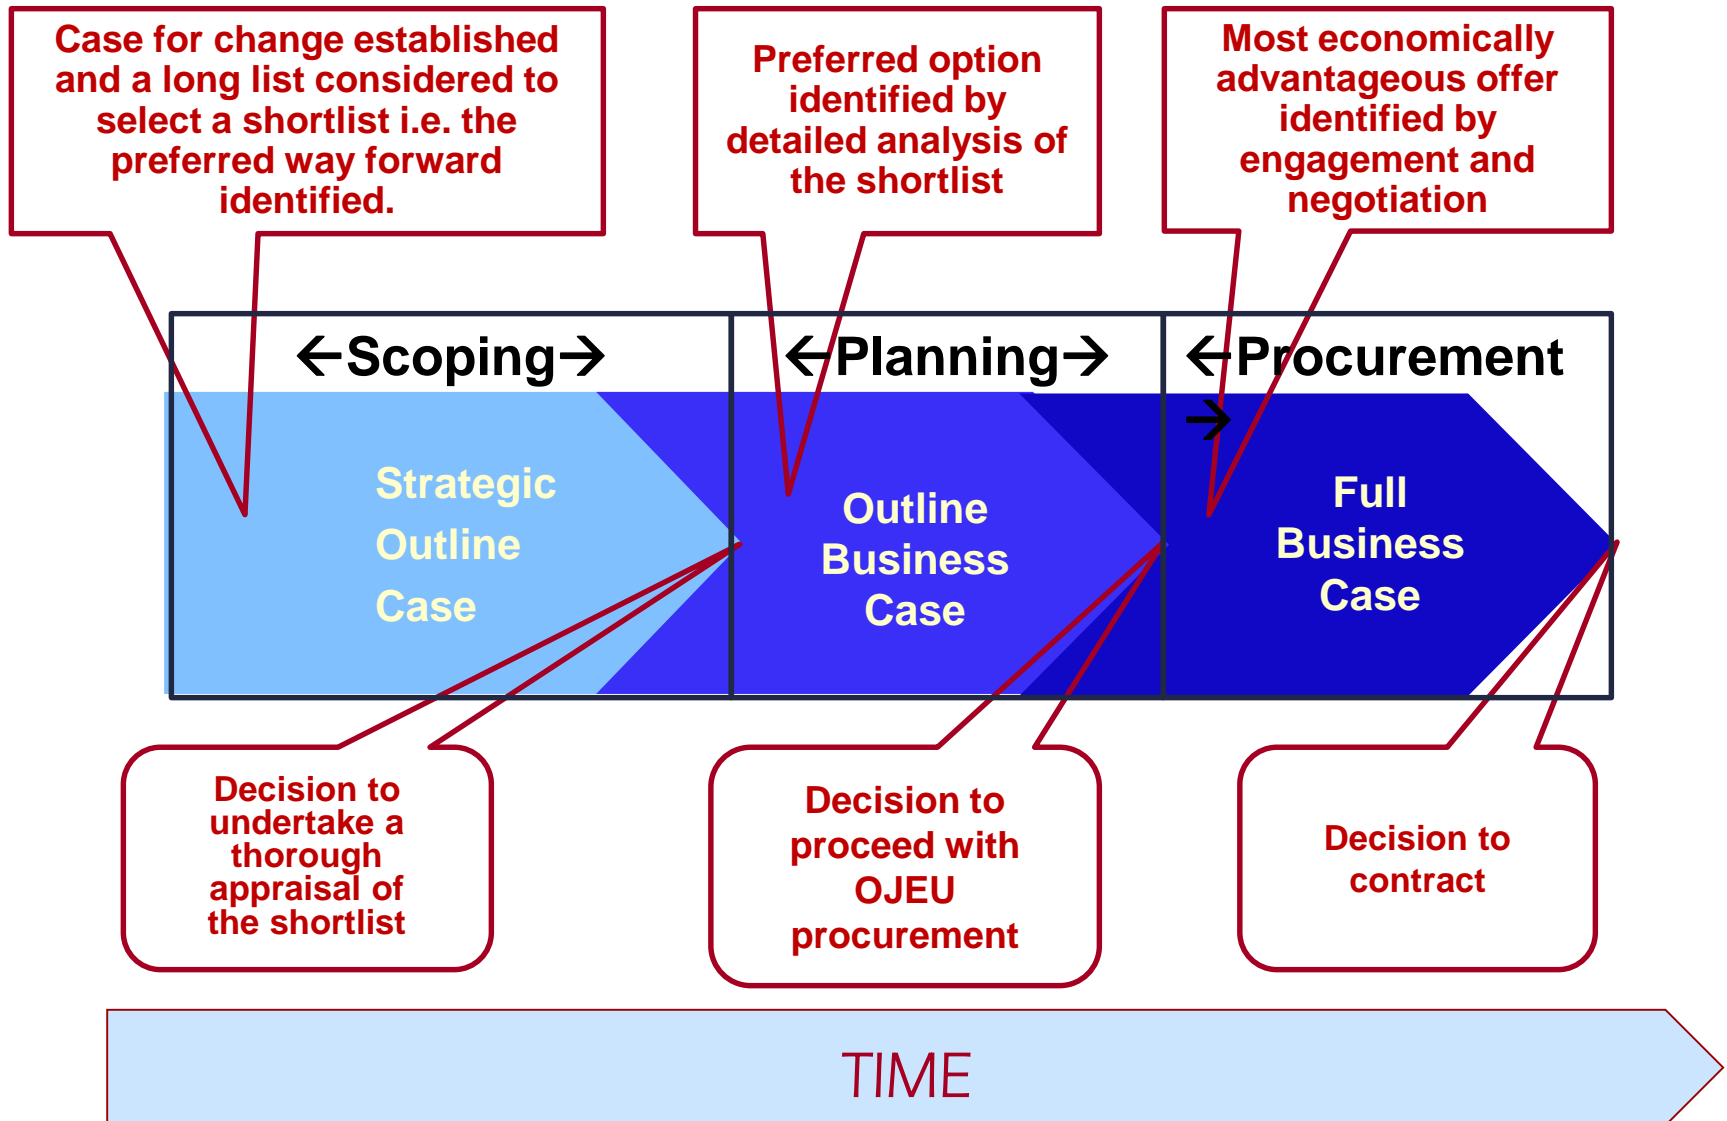 Case for change established
and a long list considered to
select a shortlist i.e. the
preferred way forward
identified.
Preferred option
identified by
detailed analysis of
the shortlist
Most economically
advantageous offer
identified by
engagement and
negotiation
←Scoping→
←Planning→
←Procurement
→
Strategic
Outline
Case
Outline
Business
Case
Full
Business
Case
Decision to
undertake a
thorough
appraisal of
the shortlist
Decision to
proceed with
OJEU
procurement
Decision to
contract
TIME